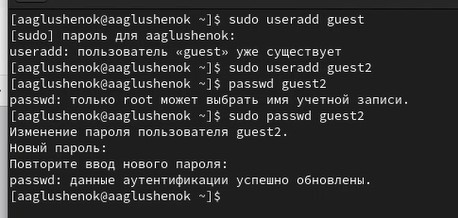 [aaglushenok@aaglushenok ~]$ sudo useradd guest
[sudo] пароль для aaglushenok:
useradd: пользователь «guest» уже существует
[aaglushenok@aaglushenok ~]$ sudo useradd guest2
[aaglushenok@aaglushenok ~]$ passwd guest2
passwd: только root может выбрать имя учетной записи.
[aaglushenok@aaglushenok ~]$ sudo passwd guest2
Изменение пароля пользователя guest2.
Новый пароль:
Повторите ввод нового пароля:
passwd: данные аутентификации успешно обновлены.
[aaglushenok@aaglushenok ~]$